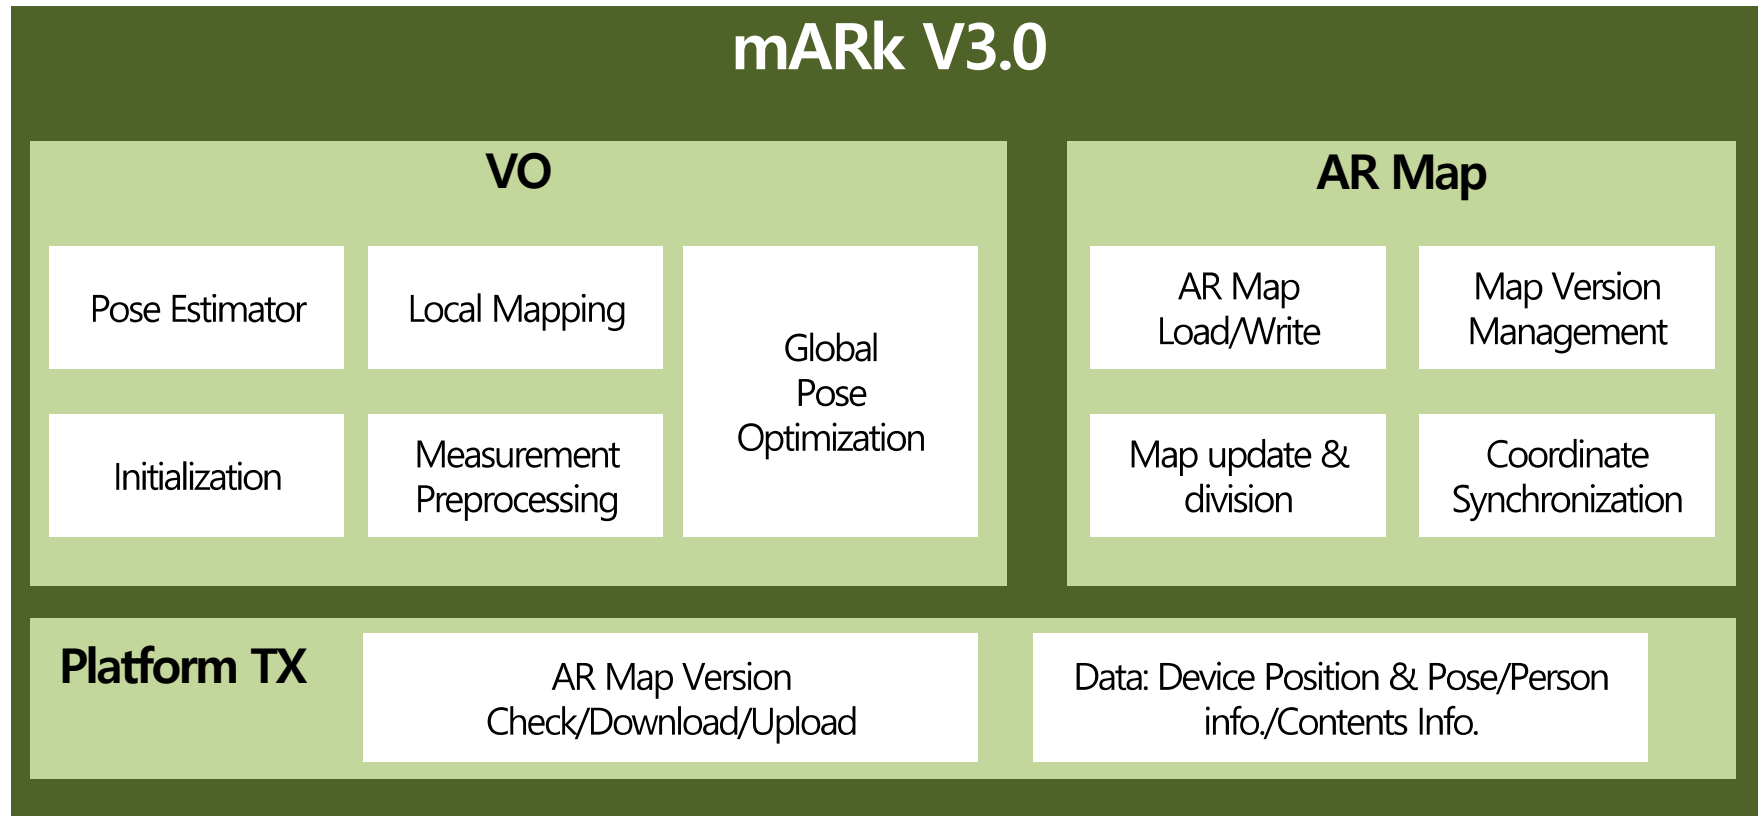 mARk V3.0
VO
Pose Estimator
Local Mapping
Global
Pose
Optimization
Initialization
Measurement
Preprocessing
AR Map
AR Map
Load/Write
Map Version
Management
Map update &
division
Coordinate
Synchronization
Platform TX
AR Map Version
Check/Download/Upload
Data: Device Position & Pose/Person
info./Contents Info.